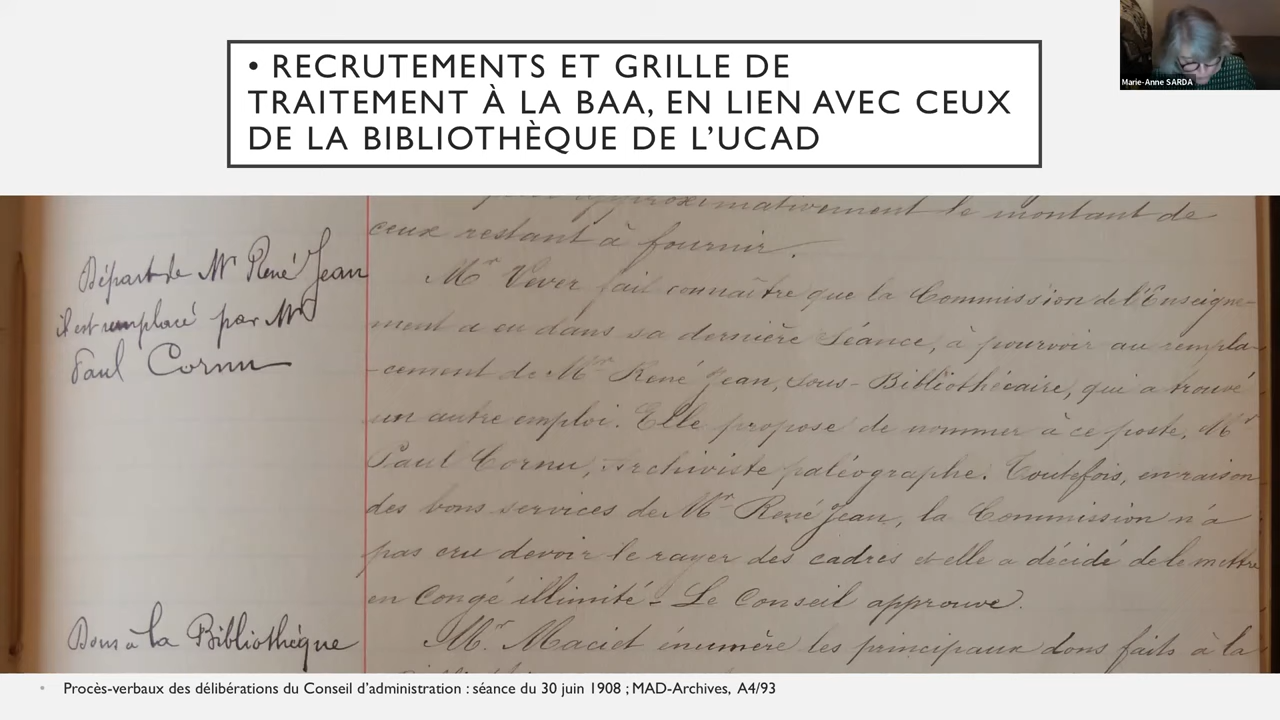 • RECRUTEMENTS ET GRILLE DE
TRAITEMENT À LA BAA, EN LIEN AVEC CEUX
DE LA BIBLIOTHÈQUE DE L’UCAD
Marie-Anne SARDA
approximativement le montant de
ceux restant à fournir.
Départ de Mr René Jean
il est remplacé par Mr
Paul Cornu
Mr Vever fait connaître que la Commission de l'Enseigne-
ment a eu dans sa dernière Séance, à pourvoir au rempla-
-cement de Mr René Jean, sous-Bibliothécaire, qui a trouvé
un autre emploi. Elle propose de nommer à ce poste, Mr
Paul Cornu, Archiviste paléographe. Toutefois, en raison
des bons services de Mr René Jean, la Commission n'a
pas cru devoir le rayer des cadres et elle a décidé de le mettre
en Congé illimité - Le Conseil approuve.
Dons à la Bibliothèque
Mr. Maciet énumère les principaux dons faits à la
• Procès-verbaux des délibérations du Conseil d’administration : séance du 30 juin 1908 ; MAD-Archives, A4/93